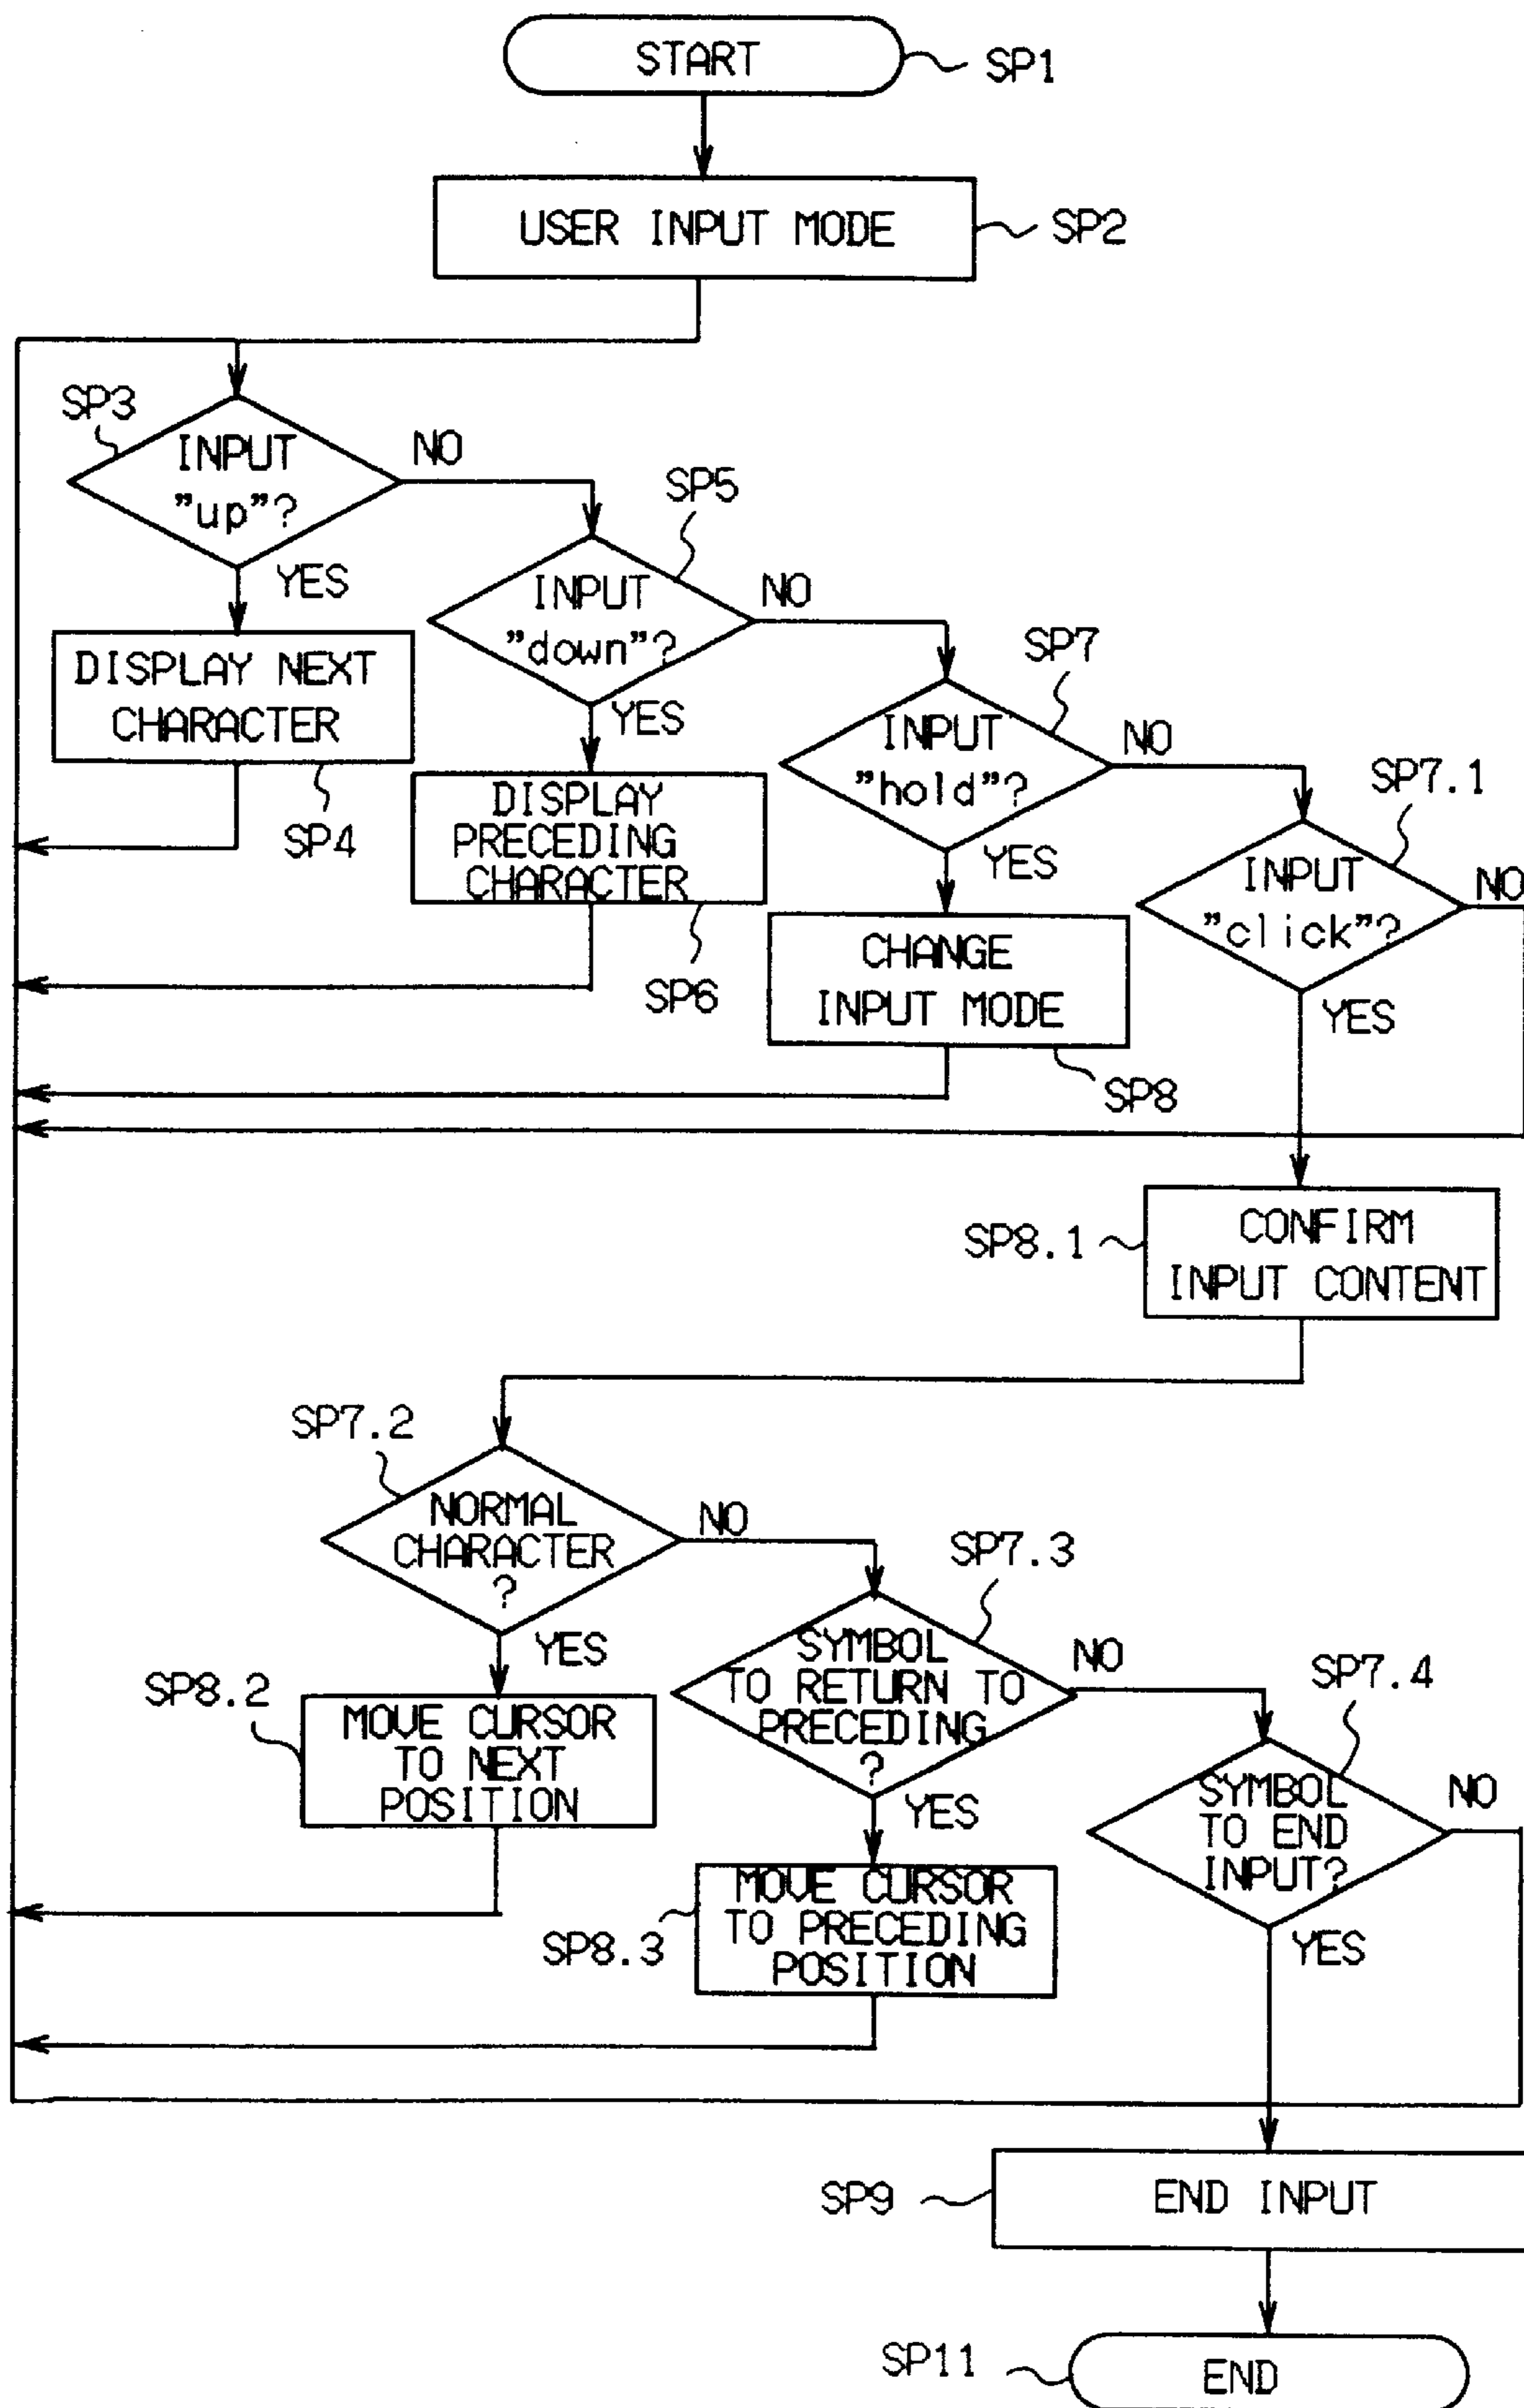 START
SP1
USER INPUT MODE
SP2
SP3
INPUT
"up"?
NO
YES
SP5
INPUT
"down"?
NO
YES
DISPLAY NEXT
CHARACTER
SP4
SP7
INPUT
"hold"?
NO
YES
DISPLAY
PRECEDING
CHARACTER
SP6
SP7.1
INPUT
"click"?
NO
YES
CHANGE
INPUT MODE
SP8
SP8.1
CONFIRM
INPUT CONTENT
SP7.2
NORMAL
CHARACTER
?
NO
YES
SP7.3
SYMBOL
TO RETURN TO
PRECEDING
?
NO
YES
SP8.2
MOVE CURSOR
TO NEXT
POSITION
SP7.4
SYMBOL
TO END
INPUT?
NO
YES
SP8.3
MOVE CURSOR
TO PRECEDING
POSITION
SP9
END INPUT
SP11
END